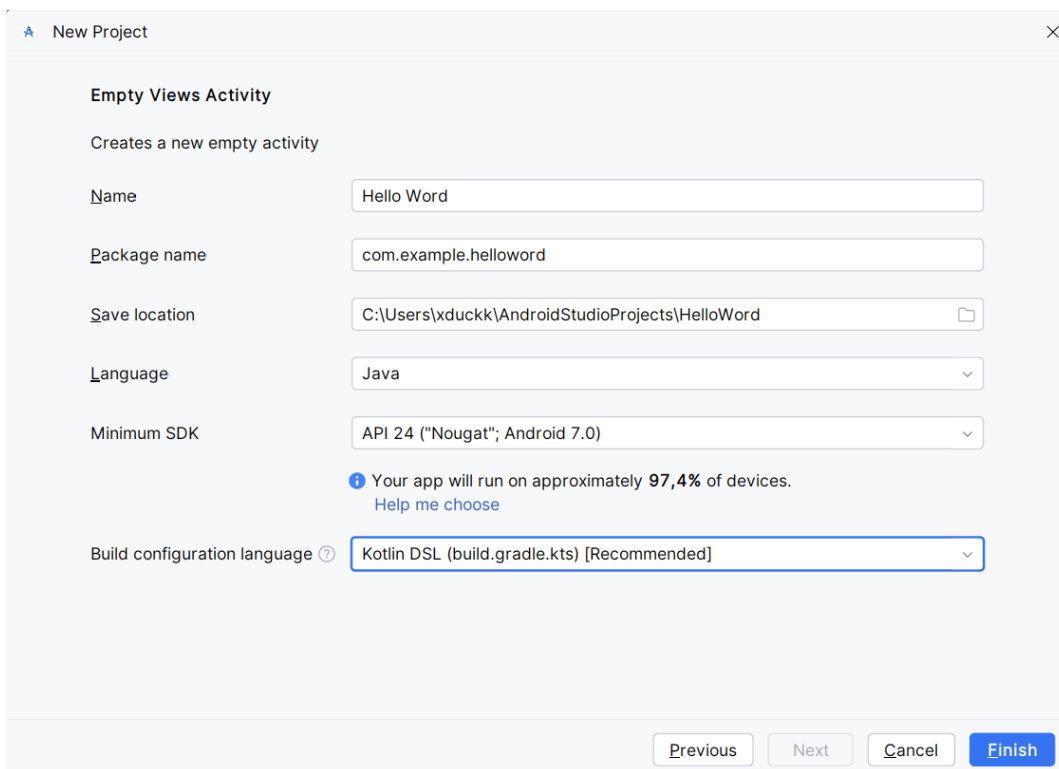 New Project
Empty Views Activity
Creates a new empty activity
Name Hello Word
Package name com.example.helloword
Save location C:\Users\xduckk\AndroidStudioProjects\HelloWord
Language Java
Minimum SDK API 24 ("Nougat"; Android 7.0)
Your app will run on approximately 97,4% of devices.
Help me choose
Build configuration language ? Kotlin DSL (build.gradle.kts) [Recommended]
Previous Next Cancel Finish